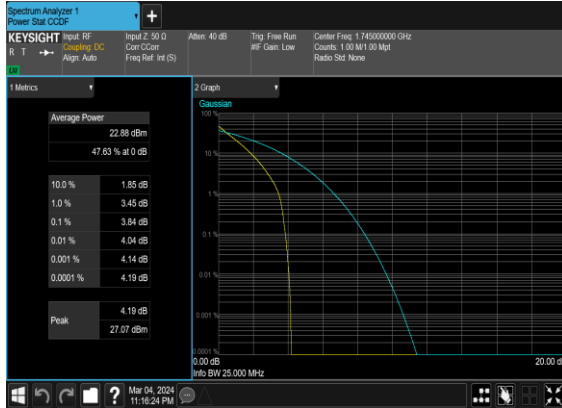 Spectrum Analyzer 1
Power Stat CCDF
KEYSIGHT
R T
Input: RF
Coupling: DC
Align: Auto
Input Z: 50 Ω
Corr CCorr
Freq Ref: Int (S)
Atten: 40 dB
Trig: Free Run
#IF Gain: Low
Center Freq: 1.745000000 GHz
Counts: 1.00 M/1.00 Mpt
Radio Std: None
1 Metrics
Average Power
22.88 dBm
47.63 % at 0 dB
10.0 % 1.85 dB
1.0 % 3.45 dB
0.1 % 3.84 dB
0.01 % 4.04 dB
0.001 % 4.14 dB
0.0001 % 4.19 dB
Peak
4.19 dB
27.07 dBm
2 Graph
Gaussian
100 %
10 %
1 %
0.1 %
0.01 %
0.001 %
0.0001 %
0.00 dB
20.00 d
Info BW 25.000 MHz
?
Mar 04, 2024
11:16:24 PM